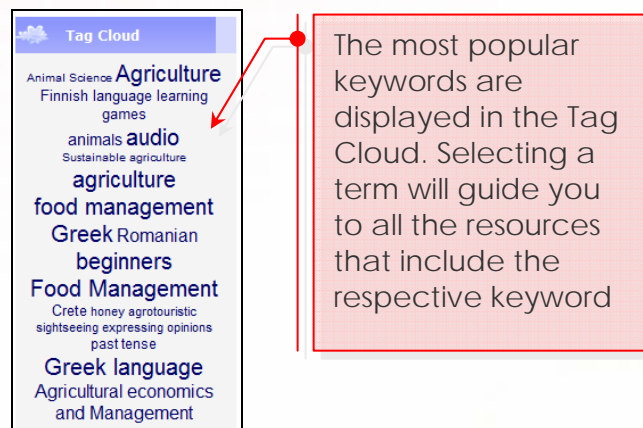 Tag Cloud
Animal Science Agriculture
Finnish language learning
games
animals audio
Sustainable agriculture
agriculture
food management
Greek Romanian
beginners
Food Management
Crete honey agrotouristic
sightseeing expressing opinions
past tense
Greek language
Agricultural economics
and Management
The most popular
keywords are
displayed in the Tag
Cloud. Selecting a
term will guide you
to all the resources
that include the
respective keyword